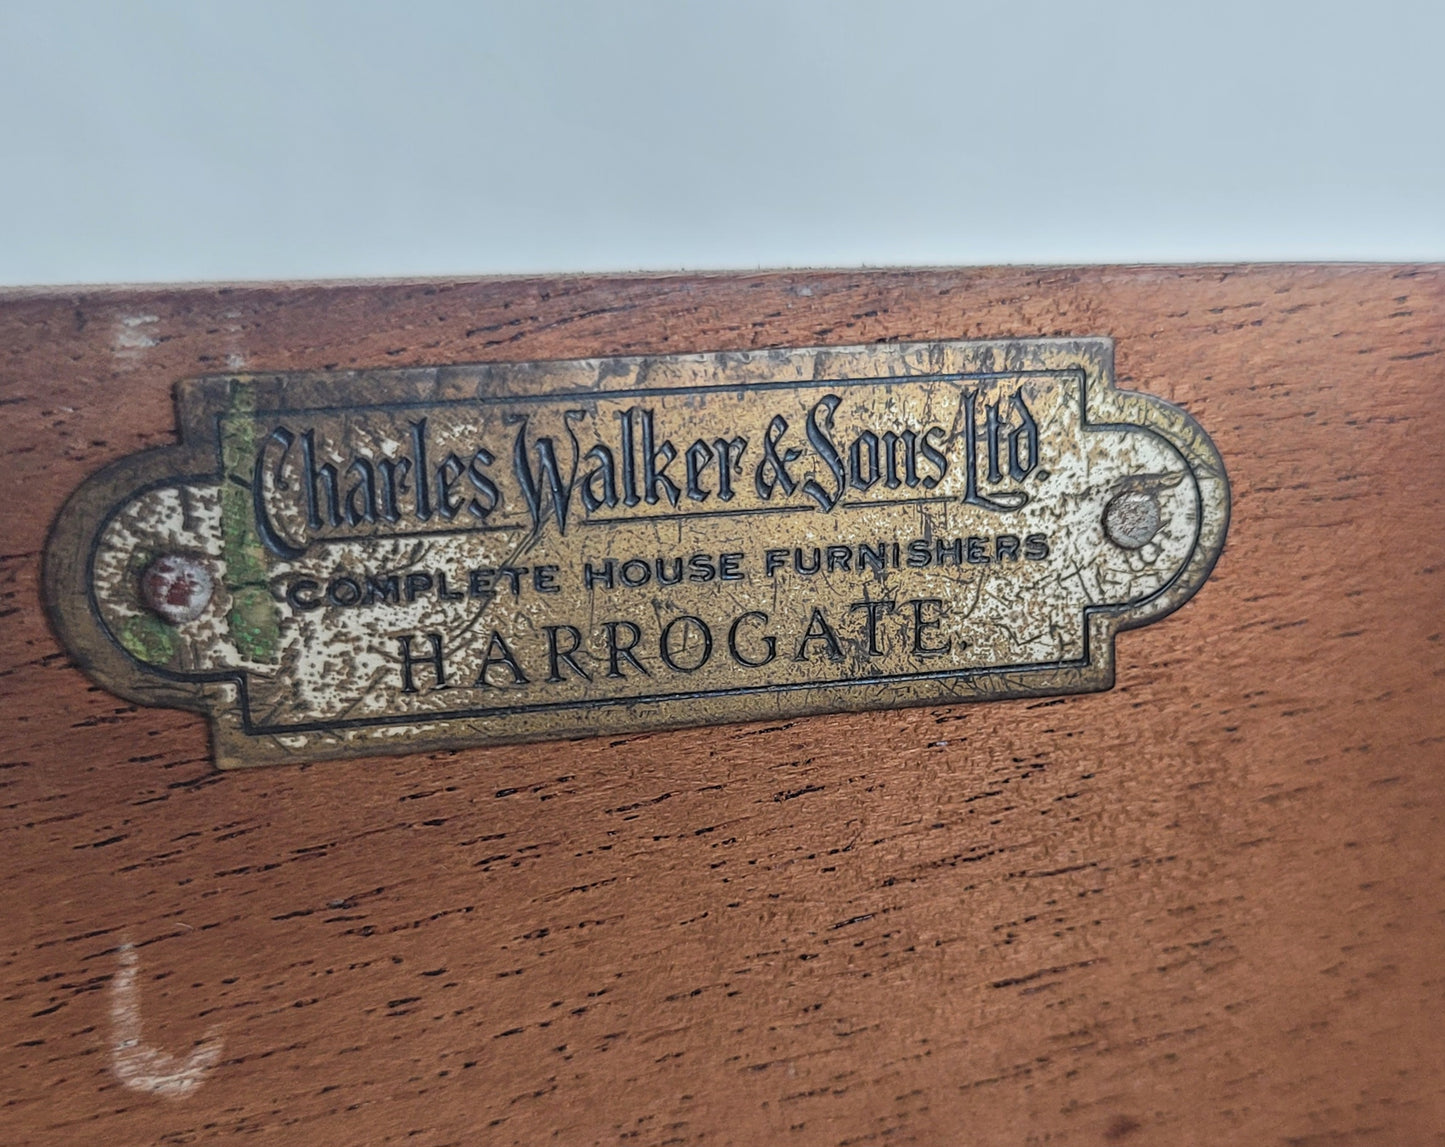 Charles Walker & Sons Ltd.
COMPLETE HOUSE FURNISHERS
HARROGATE.